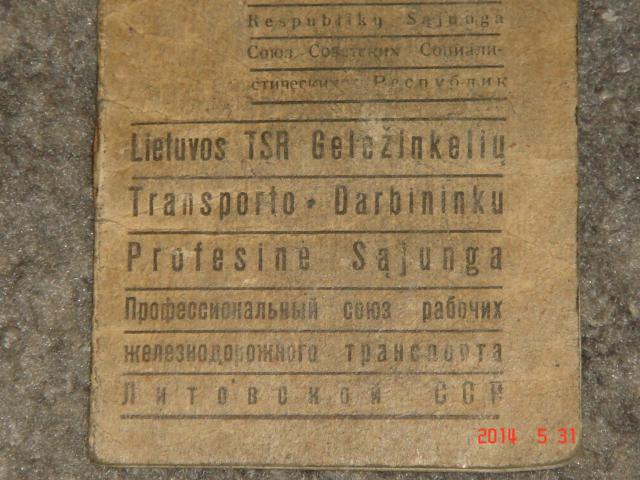 Respublikų Sąjunga
Союз Советских Социали-
стических Республик
Lietuvos TSR Geležinkelių
Transporto Darbininku
Profesinė Sąjunga
Профессиональный союз рабочих
железнодорожного транспорта
Литовской ССР
2014 5 31